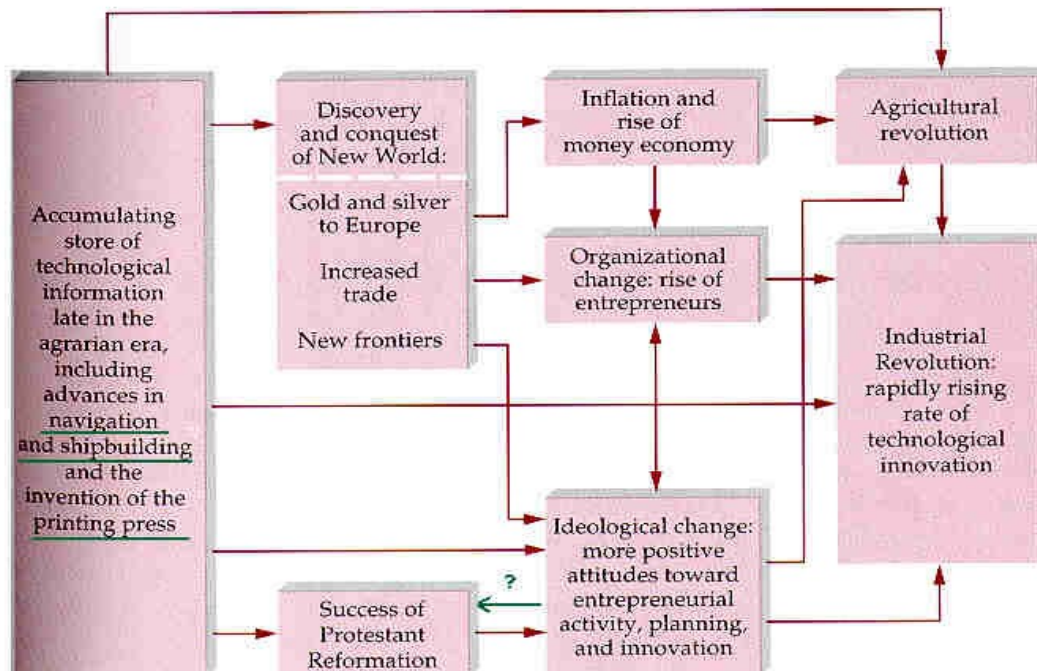 Accumulating
store of
technological
information
late in the
agrarian era,
including
advances in
navigation
and shipbuilding
and the
invention of the
printing press
Discovery
and conquest
of New World:
Gold and silver
to Europe
Increased
trade
New frontiers
Success of
Protestant
Reformation
Inflation and
rise of
money economy
Organizational
change: rise of
entrepreneurs
Ideological change:
more positive
attitudes toward
entrepreneurial
activity, planning,
and innovation
?
Agricultural
revolution
Industrial
Revolution:
rapidly rising
rate of
technological
innovation